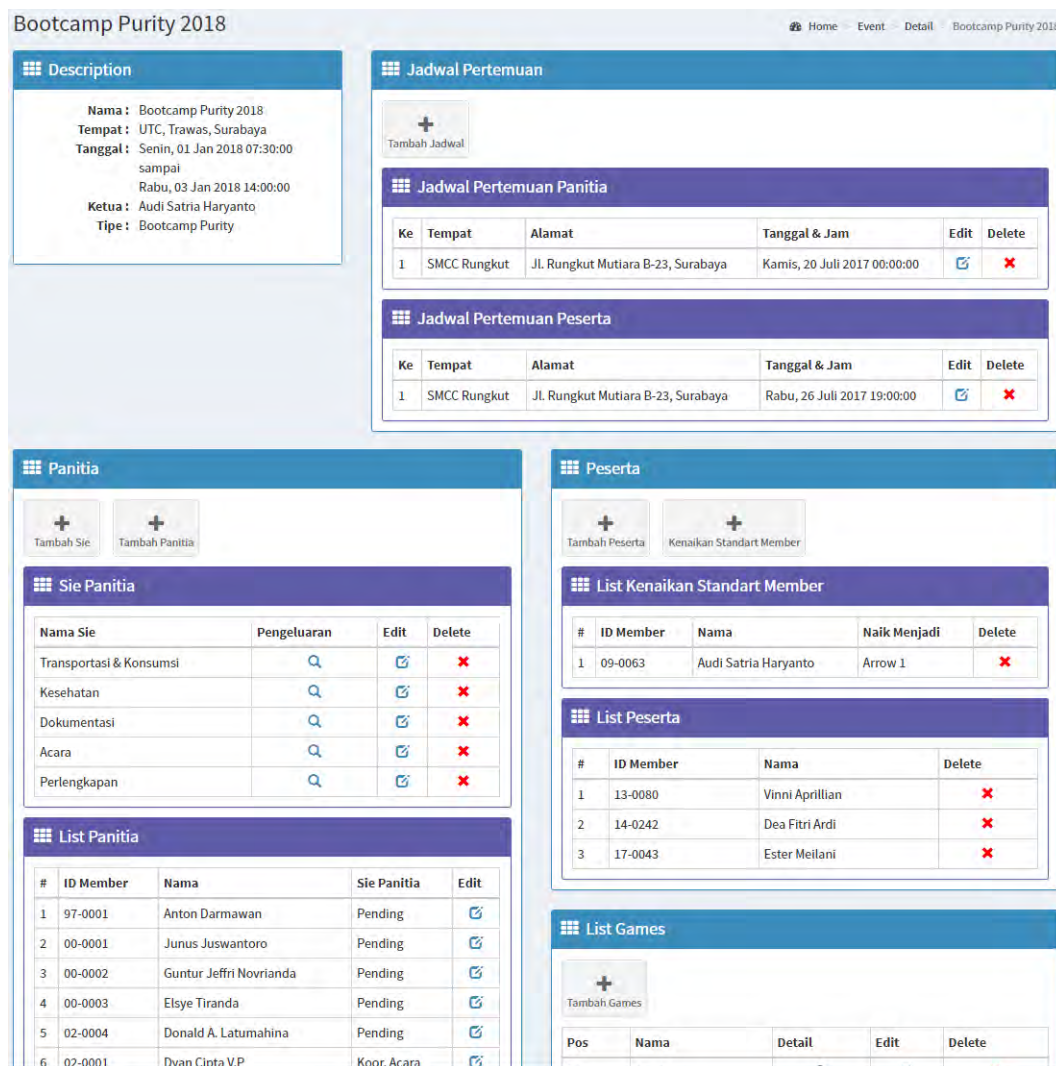 Bootcamp Purity 2018
Home Event Detail Bootcamp Purity 2018
Description
Nama : Bootcamp Purity 2018
Tempat : UTC, Trawas, Surabaya
Tanggal : Senin, 01 Jan 2018 07:30:00
sampai
Rabu, 03 Jan 2018 14:00:00
Ketua : Audi Satria Haryanto
Tipe : Bootcamp Purity
Jadwal Pertemuan
Tambah Jadwal
Jadwal Pertemuan Panitia
Ke Tempat Alamat Tanggal & Jam Edit Delete
1 SMCC Rungkut Jl. Rungkut Mutiara B-23, Surabaya Kamis, 20 Juli 2017 00:00:00
Jadwal Pertemuan Peserta
Ke Tempat Alamat Tanggal & Jam Edit Delete
1 SMCC Rungkut Jl. Rungkut Mutiara B-23, Surabaya Rabu, 26 Juli 2017 19:00:00
Panitia
Tambah Sie Tambah Panitia
Sie Panitia
Nama Sie Pengeluaran Edit Delete
Transportasi & Konsumsi
Kesehatan
Dokumentasi
Acara
Perlengkapan
List Panitia
# ID Member Nama Sie Panitia Edit
1 97-0001 Anton Darmawan Pending
2 00-0001 Junus Juswantoro Pending
3 00-0002 Guntur Jeffri Novrianda Pending
4 00-0003 Elsye Tiranda Pending
5 02-0004 Donald A. Latumahina Pending
6 02-0001 Dyan Cinta V.P Koor. Acara
Peserta
Tambah Peserta Kenaikan Standart Member
List Kenaikan Standart Member
# ID Member Nama Naik Menjadi Delete
1 09-0063 Audi Satria Haryanto Arrow 1
List Peserta
# ID Member Nama Delete
1 13-0080 Vinni Aprillian
2 14-0242 Dea Fitri Ardi
3 17-0043 Ester Meilani
List Games
Tambah Games
Pos Nama Detail Edit Delete